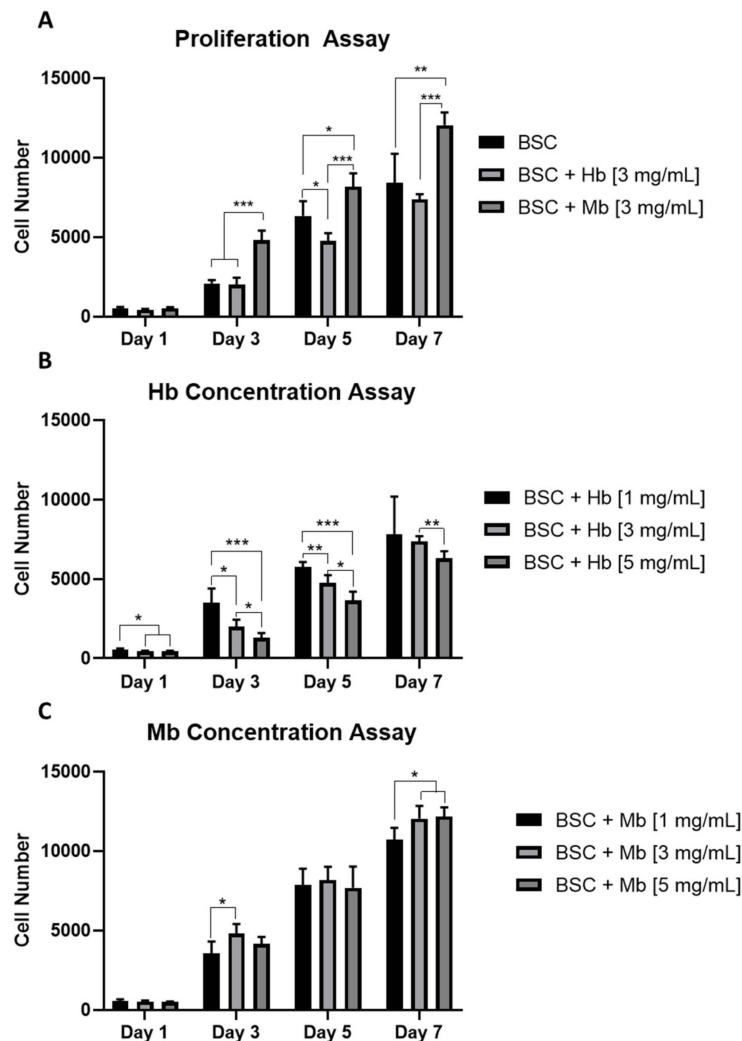 A
Proliferation Assay
15000
10000
5000
0
Cell Number
Day 1 Day 3 Day 5 Day 7
***
*
*
***
**
***
BSC
BSC + Hb [3 mg/mL]
BSC + Mb [3 mg/mL]
B
Hb Concentration Assay
15000
10000
5000
0
Cell Number
Day 1 Day 3 Day 5 Day 7
*
***
*
*
***
**
*
**
BSC + Hb [1 mg/mL]
BSC + Hb [3 mg/mL]
BSC + Hb [5 mg/mL]
C
Mb Concentration Assay
15000
10000
5000
0
Cell Number
Day 1 Day 3 Day 5 Day 7
*
*
BSC + Mb [1 mg/mL]
BSC + Mb [3 mg/mL]
BSC + Mb [5 mg/mL]